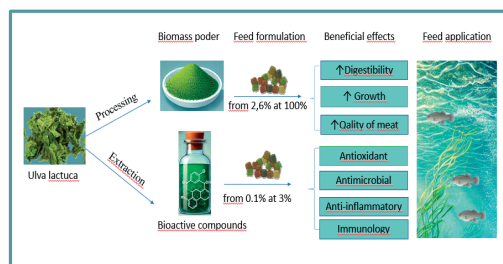 Biomass poder
Feed formulation
Beneficial effects
Feed application
↑Digestibility
Processing
from 2,6% at 100%
↑ Growth
↑Qality of meat
Ulva lactuca
Extraction
Antioxidant
Antimicrobial
from 0.1% at 3%
Anti-inflammatory
Bioactive compounds
Immunology